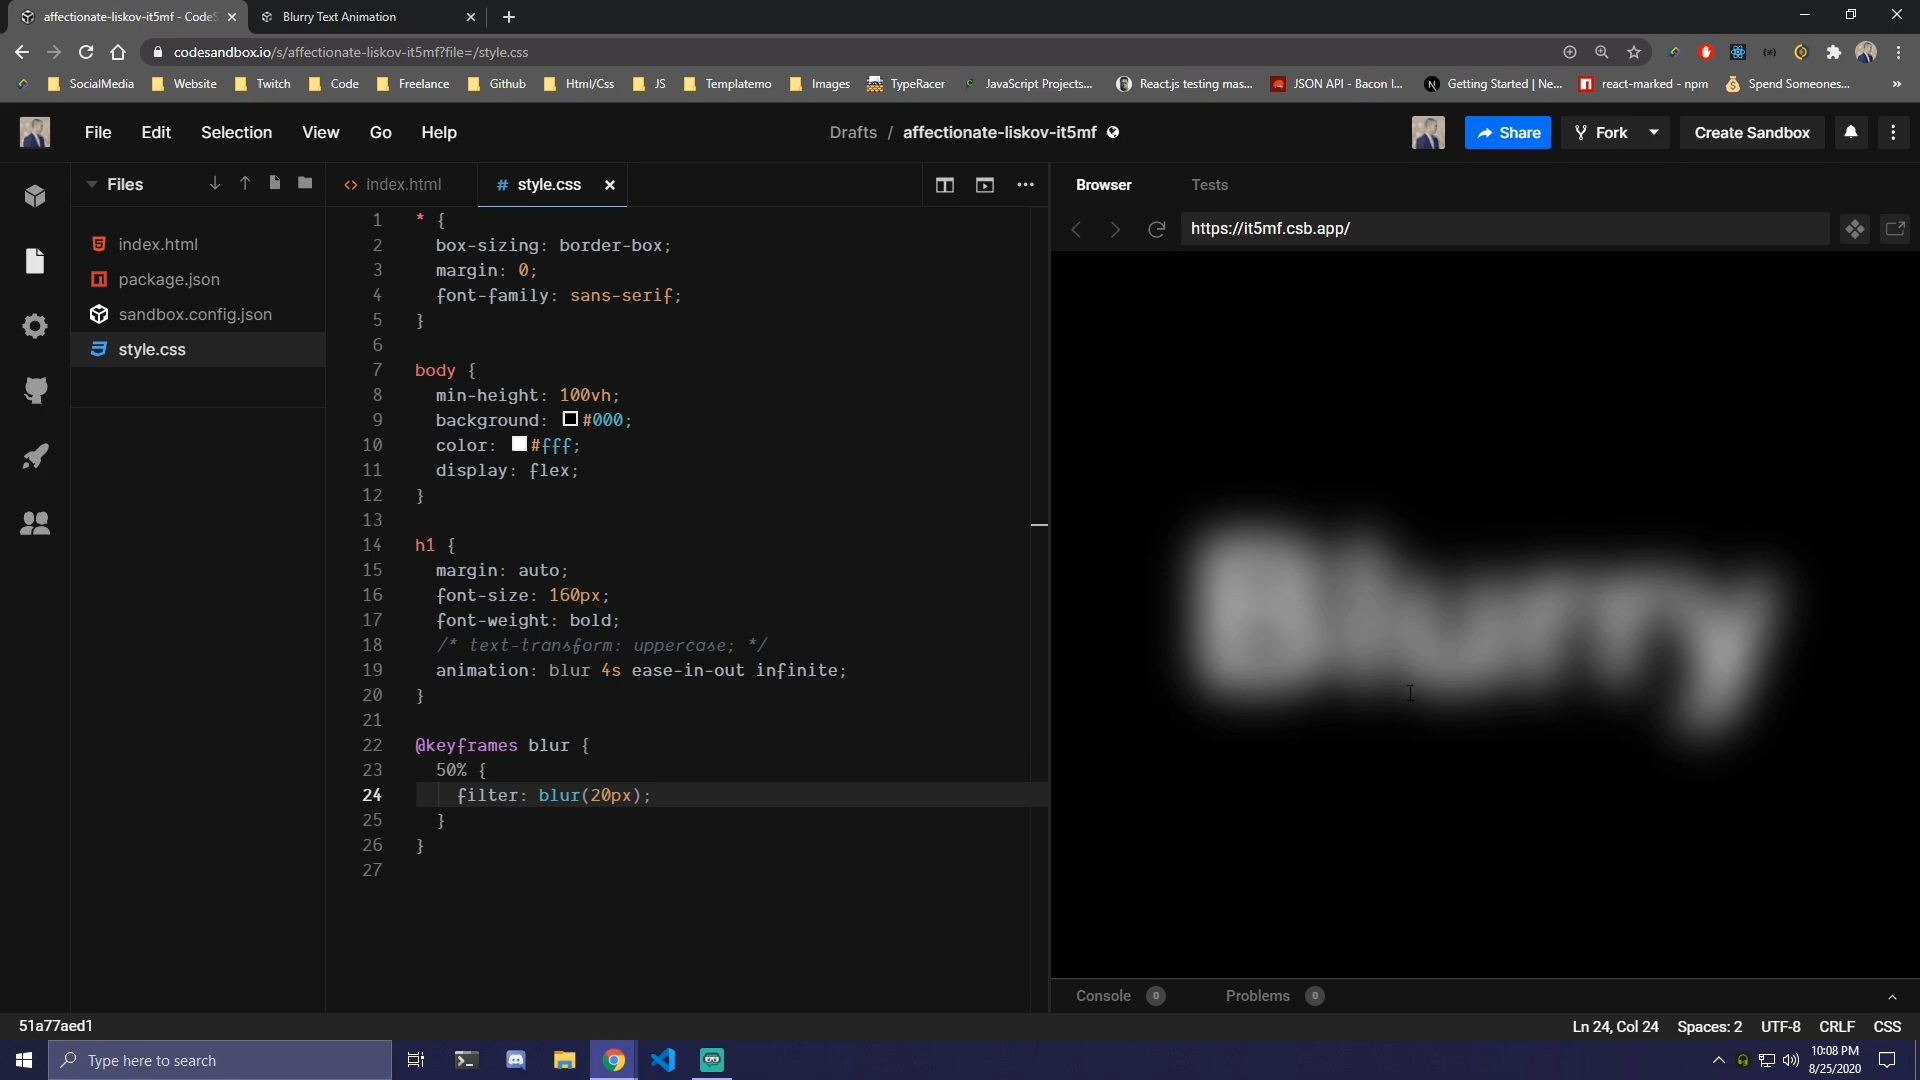 affectionate-liskov-it5mf - CodeS
Blurry Text Animation
codesandbox.io/s/affectionate-liskov-it5mf?file=/style.css
SocialMedia
Website
Twitch
Code
Freelance
Github
Html/Css
JS
Templatemo
Images
TypeRacer
JavaScript Projects...
React.js testing mas...
JSON API - Bacon I...
Getting Started | Ne...
react-marked - npm
Spend Someones...
»
File
Edit
Selection
View
Go
Help
Drafts / affectionate-liskov-it5mf
Share
Fork
Create Sandbox
Files
index.html
package.json
sandbox.config.json
style.css
index.html
style.css
1 * {
2 box-sizing: border-box;
3 margin: 0;
4 font-family: sans-serif;
5 }
6
7 body {
8 min-height: 100vh;
9 background: #000;
10 color: #fff;
11 display: flex;
12 }
13
14 h1 {
15 margin: auto;
16 font-size: 160px;
17 font-weight: bold;
18 /* text-transform: uppercase; */
19 animation: blur 4s ease-in-out infinite;
20 }
21
22 @keyframes blur {
23 50% {
24 filter: blur(20px);
25 }
26 }
27
Browser
Tests
https://it5mf.csb.app/
Blurry
Console 0
Problems 0
51a77aed1
Ln 24, Col 24
Spaces: 2
UTF-8
CRLF
CSS
Type here to search
10:08 PM
8/25/2020